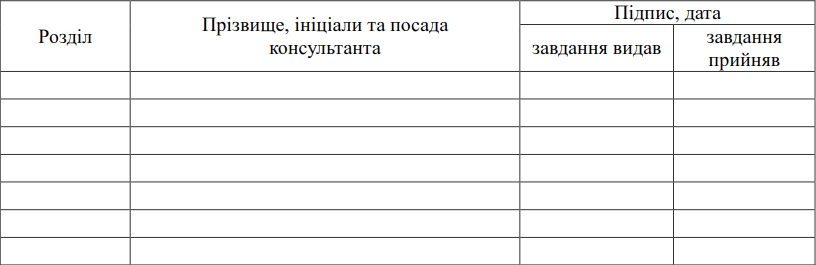 Розділ
Прізвище, ініціали та посада
консультанта
Підпис, дата
завдання видав
завдання
прийняв